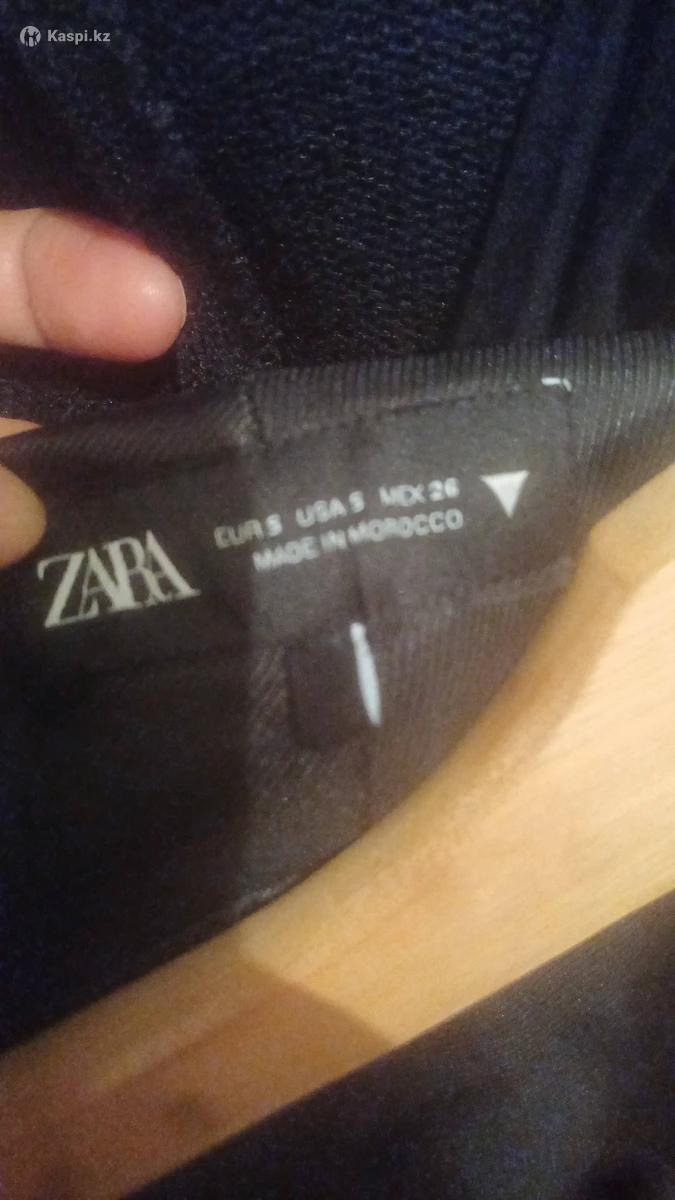 Kaspi.kz
ZARA
EUR S USA S MEX 26
MADE IN MOROCCO